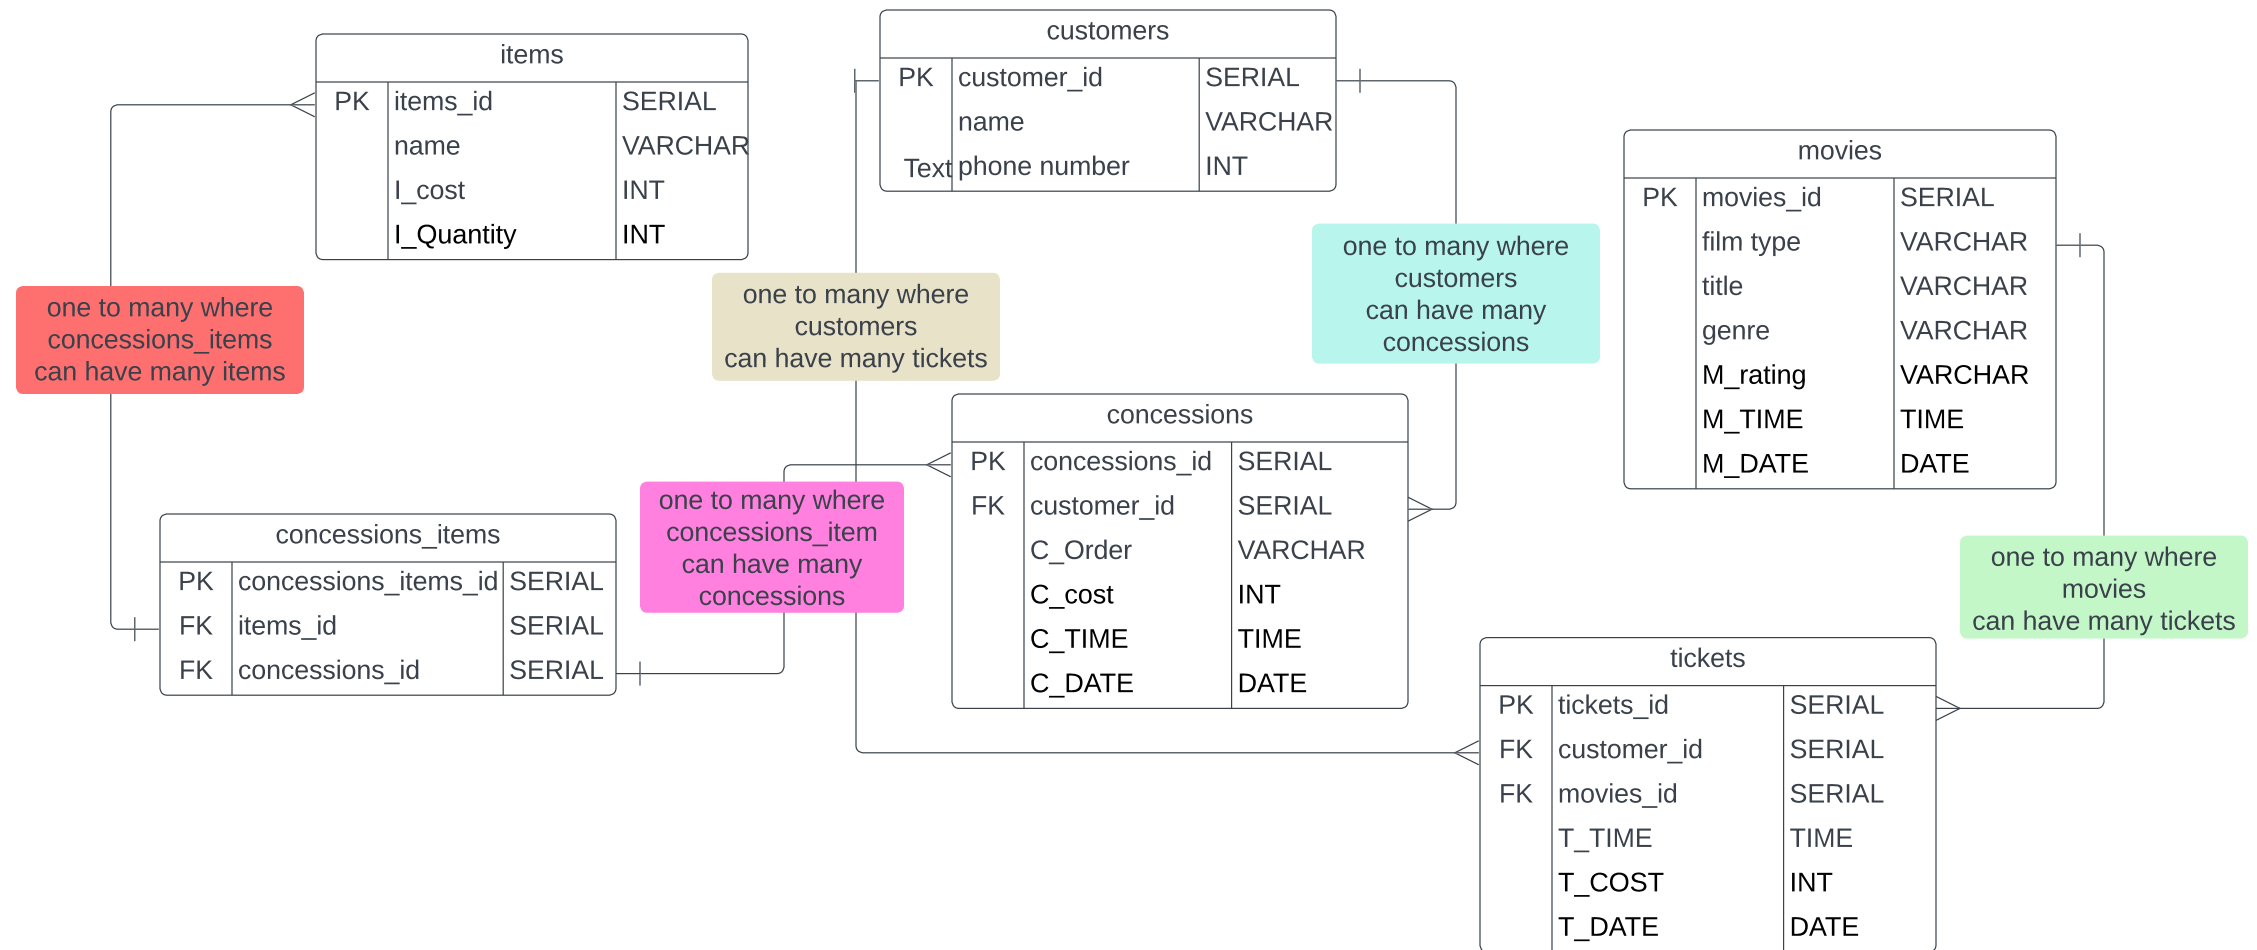 items
PK items_id SERIAL
name VARCHAR
I_cost INT
I_Quantity INT
customers
PK customer_id SERIAL
name VARCHAR
Text phone number INT
movies
PK movies_id SERIAL
film type VARCHAR
title VARCHAR
genre VARCHAR
M_rating VARCHAR
M_TIME TIME
M_DATE DATE
one to many where
concessions_items
can have many items
one to many where
customers
can have many tickets
one to many where
customers
can have many
concessions
concessions_items
PK concessions_items_id SERIAL
FK items_id SERIAL
FK concessions_id SERIAL
one to many where
concessions_item
can have many
concessions
concessions
PK concessions_id SERIAL
FK customer_id SERIAL
C_Order VARCHAR
C_cost INT
C_TIME TIME
C_DATE DATE
one to many where
movies
can have many tickets
tickets
PK tickets_id SERIAL
FK customer_id SERIAL
FK movies_id SERIAL
T_TIME TIME
T_COST INT
T_DATE DATE